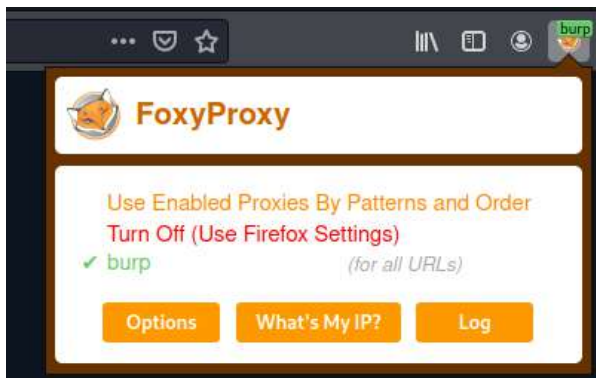 burp
FoxyProxy
Use Enabled Proxies By Patterns and Order
Turn Off (Use Firefox Settings)
✔ burp (for all URLs)
Options What's My IP? Log